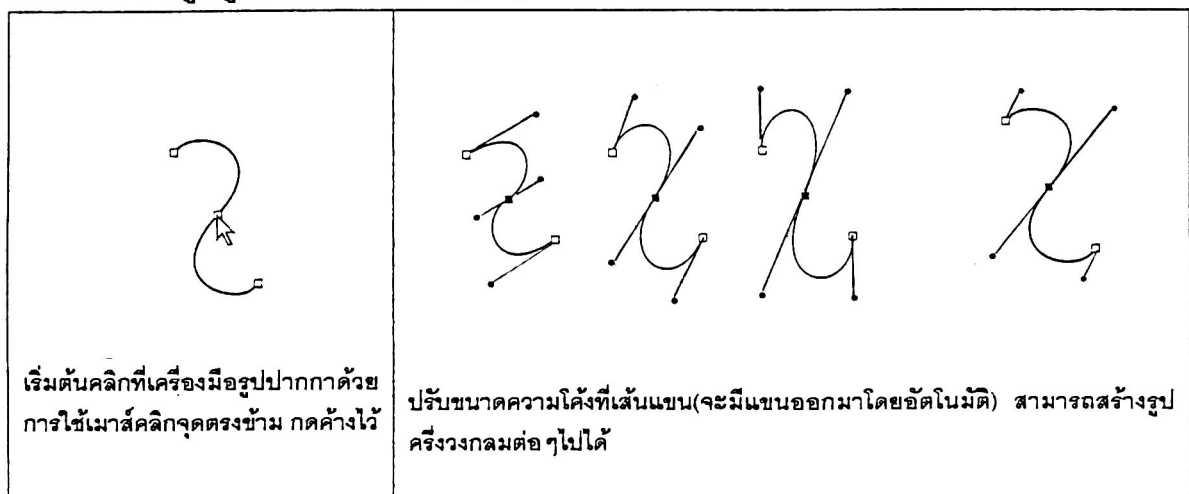 เริ่มต้นคลิกที่เครื่องมือรูปปากกาด้วย
การใช้เมาส์คลิกจุดตรงข้าม กดค้างไว้
ปรับขนาดความโค้งที่เส้นแขน(จะมีแขนออกมาโดยอัตโนมัติ) สามารถสร้างรูป
ครึ่งวงกลมต่อๆไปได้